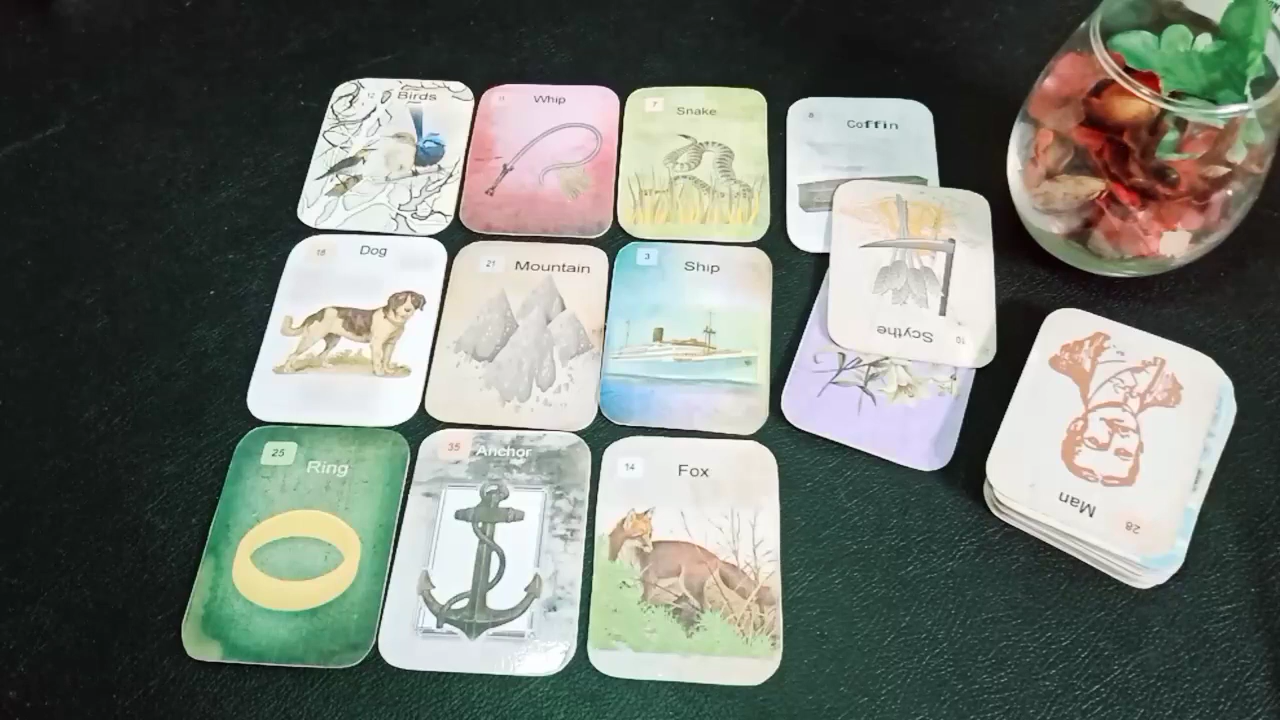 12 Birds
11 Whip
7 Snake
8 Coffin
18 Dog
21 Mountain
3 Ship
10 Scythe
25 Ring
35 Anchor
14 Fox
28 Man